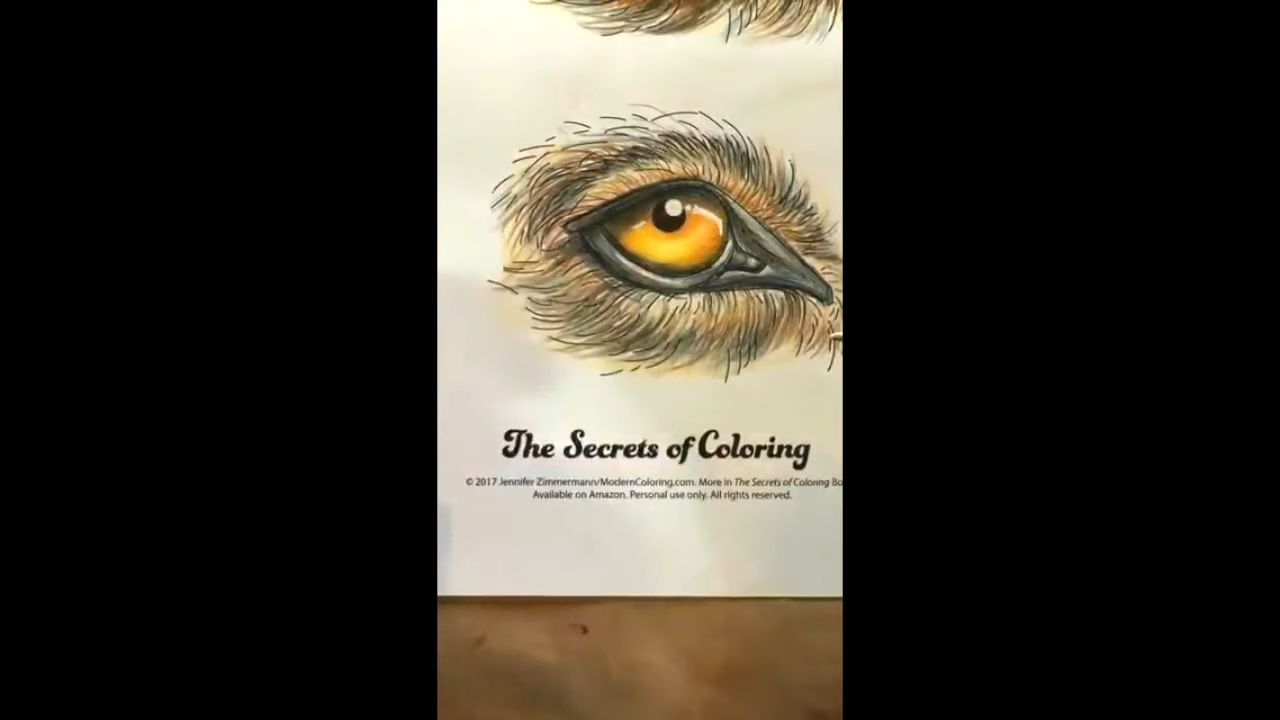 The Secrets of Coloring
© 2017 Jennifer Zimmermann/ModernColoring.com. More in The Secrets of Coloring Bo
Available on Amazon. Personal use only. All rights reserved.